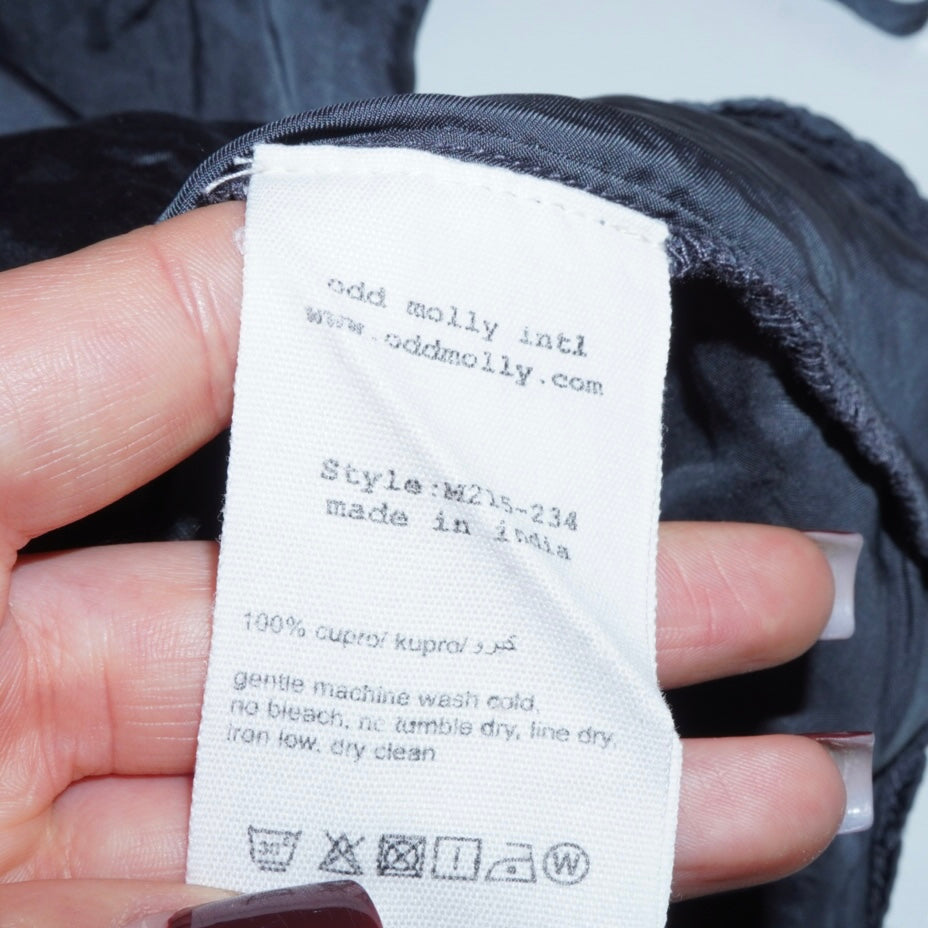 odd molly intl
www.oddmolly.com
Style:M215-234
made in india
100% cupro/ kupro/ كبرو
gentle machine wash cold,
no bleach, no tumble dry, line dry,
iron low, dry clean
30°
W